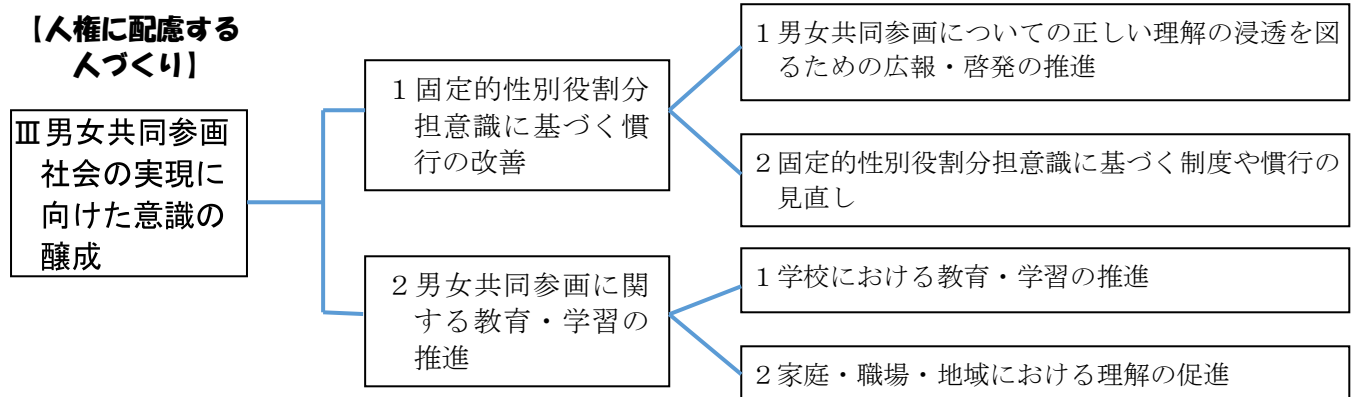 【人権に配慮する
人づくり】
Ⅲ男女共同参画
社会の実現に
向けた意識の
醸成
1固定的性別役割分
担意識に基づく慣
行の改善
1男女共同参画についての正しい理解の浸透を図
るための広報・啓発の推進
2固定的性別役割分担意識に基づく制度や慣行の
見直し
2男女共同参画に関
する教育・学習の
推進
1学校における教育・学習の推進
2家庭・職場・地域における理解の促進